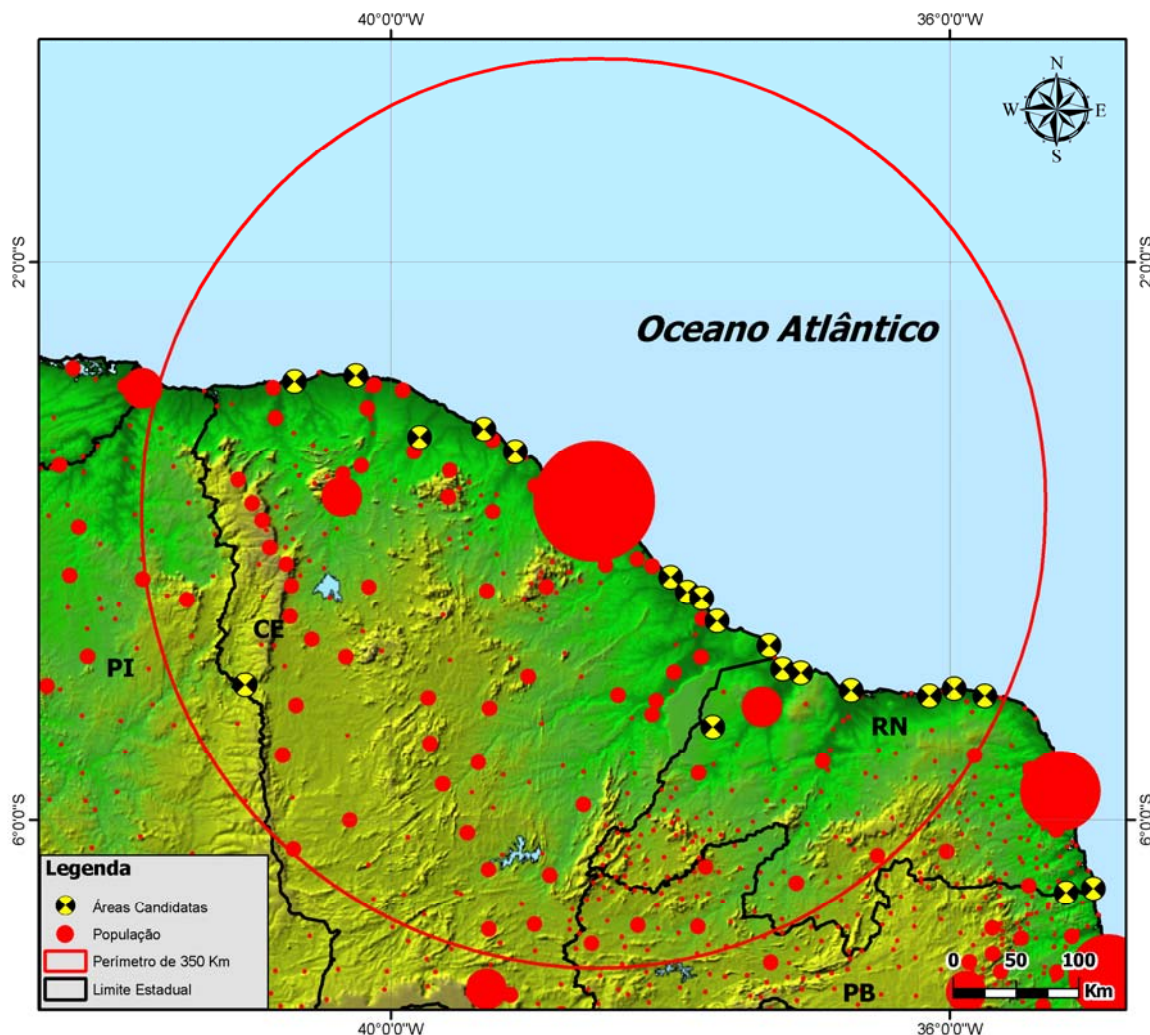 40°0'0"W
36°0'0"W
N
W
E
S
2°0'0"S
2°0'0"S
Oceano Atlântico
CE
PI
RN
6°0'0"S
6°0'0"S
Legenda
Áreas Candidatas
População
Perímetro de 350 Km
Limite Estadual
PB
0 50 100
Km
40°0'0"W
36°0'0"W